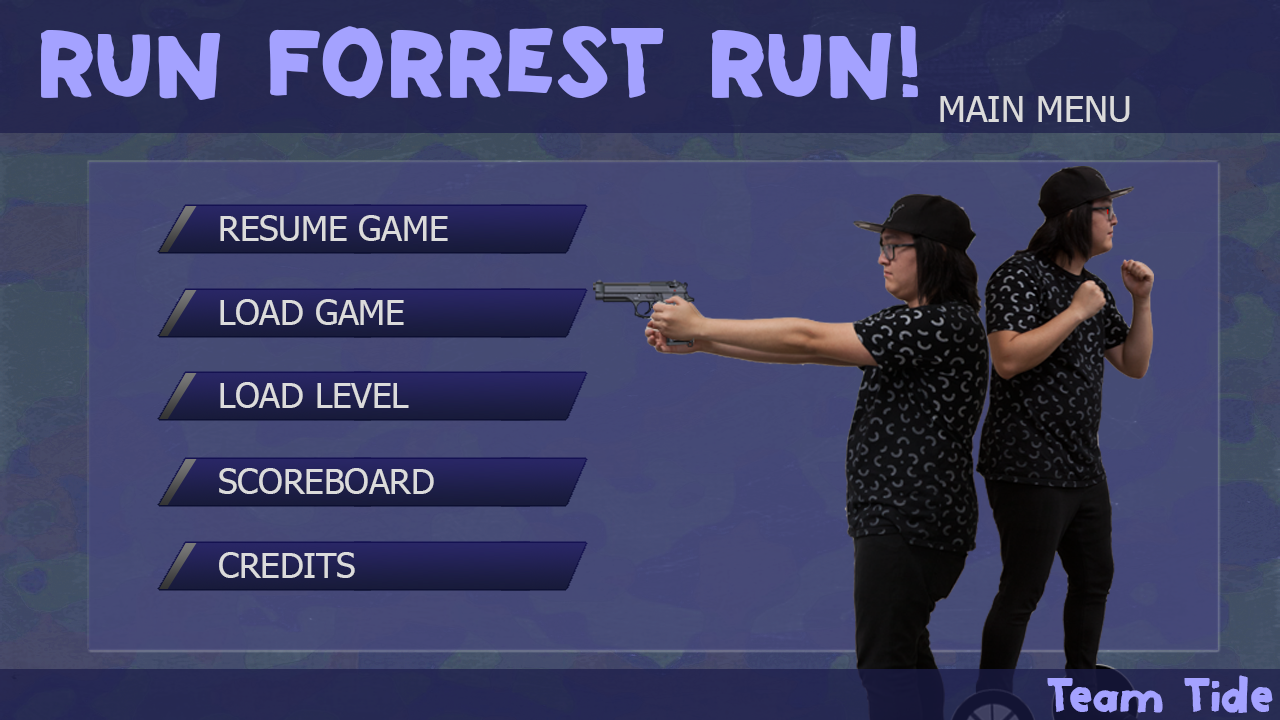 RUN FORREST RUN!
MAIN MENU
RESUME GAME
LOAD GAME
LOAD LEVEL
SCOREBOARD
CREDITS
Team Tide